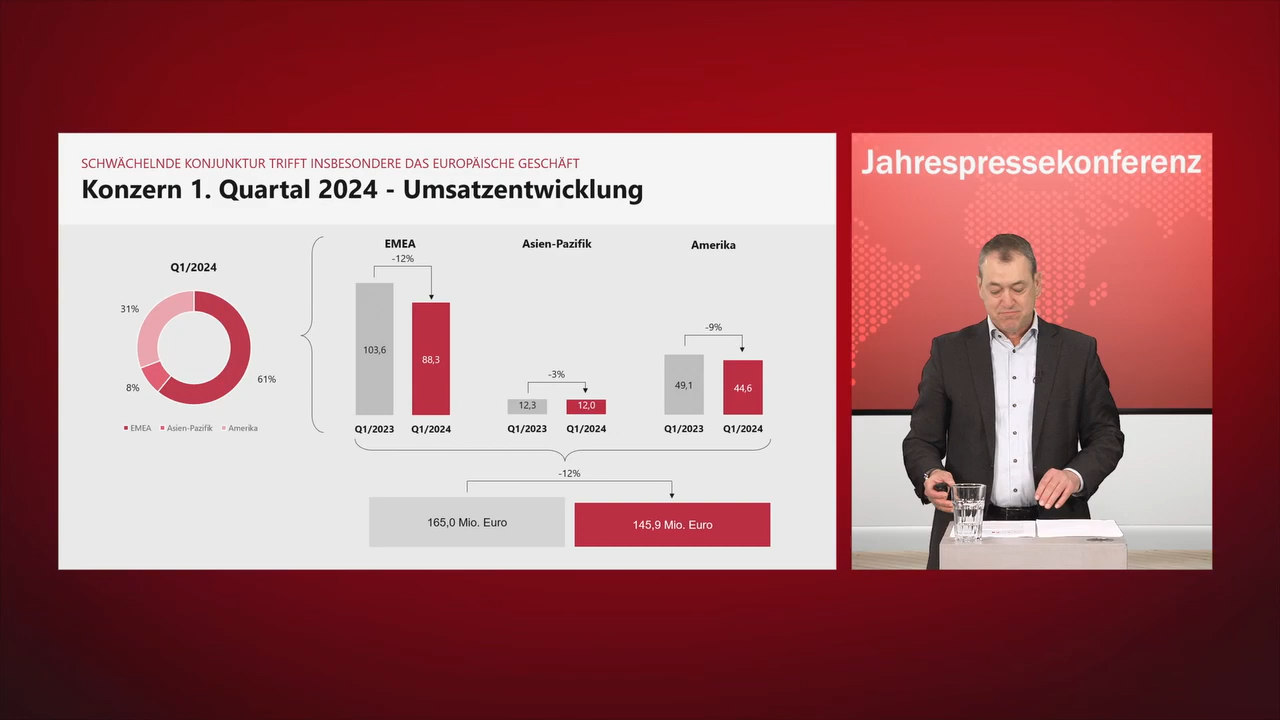 SCHWÄCHELNDE KONJUNKTUR TRIFFT INSBESONDERE DAS EUROPÄISCHE GESCHÄFT
Konzern 1. Quartal 2024 - Umsatzentwicklung
Jahrespressekonferenz
Q1/2024
31%
8%
61%
EMEA
Asien-Pazifik
Amerika
EMEA
-12%
103,6
88,3
Q1/2023
Q1/2024
Asien-Pazifik
-3%
12,3
12,0
Q1/2023
Q1/2024
Amerika
-9%
49,1
44,6
Q1/2023
Q1/2024
-12%
165,0 Mio. Euro
145,9 Mio. Euro